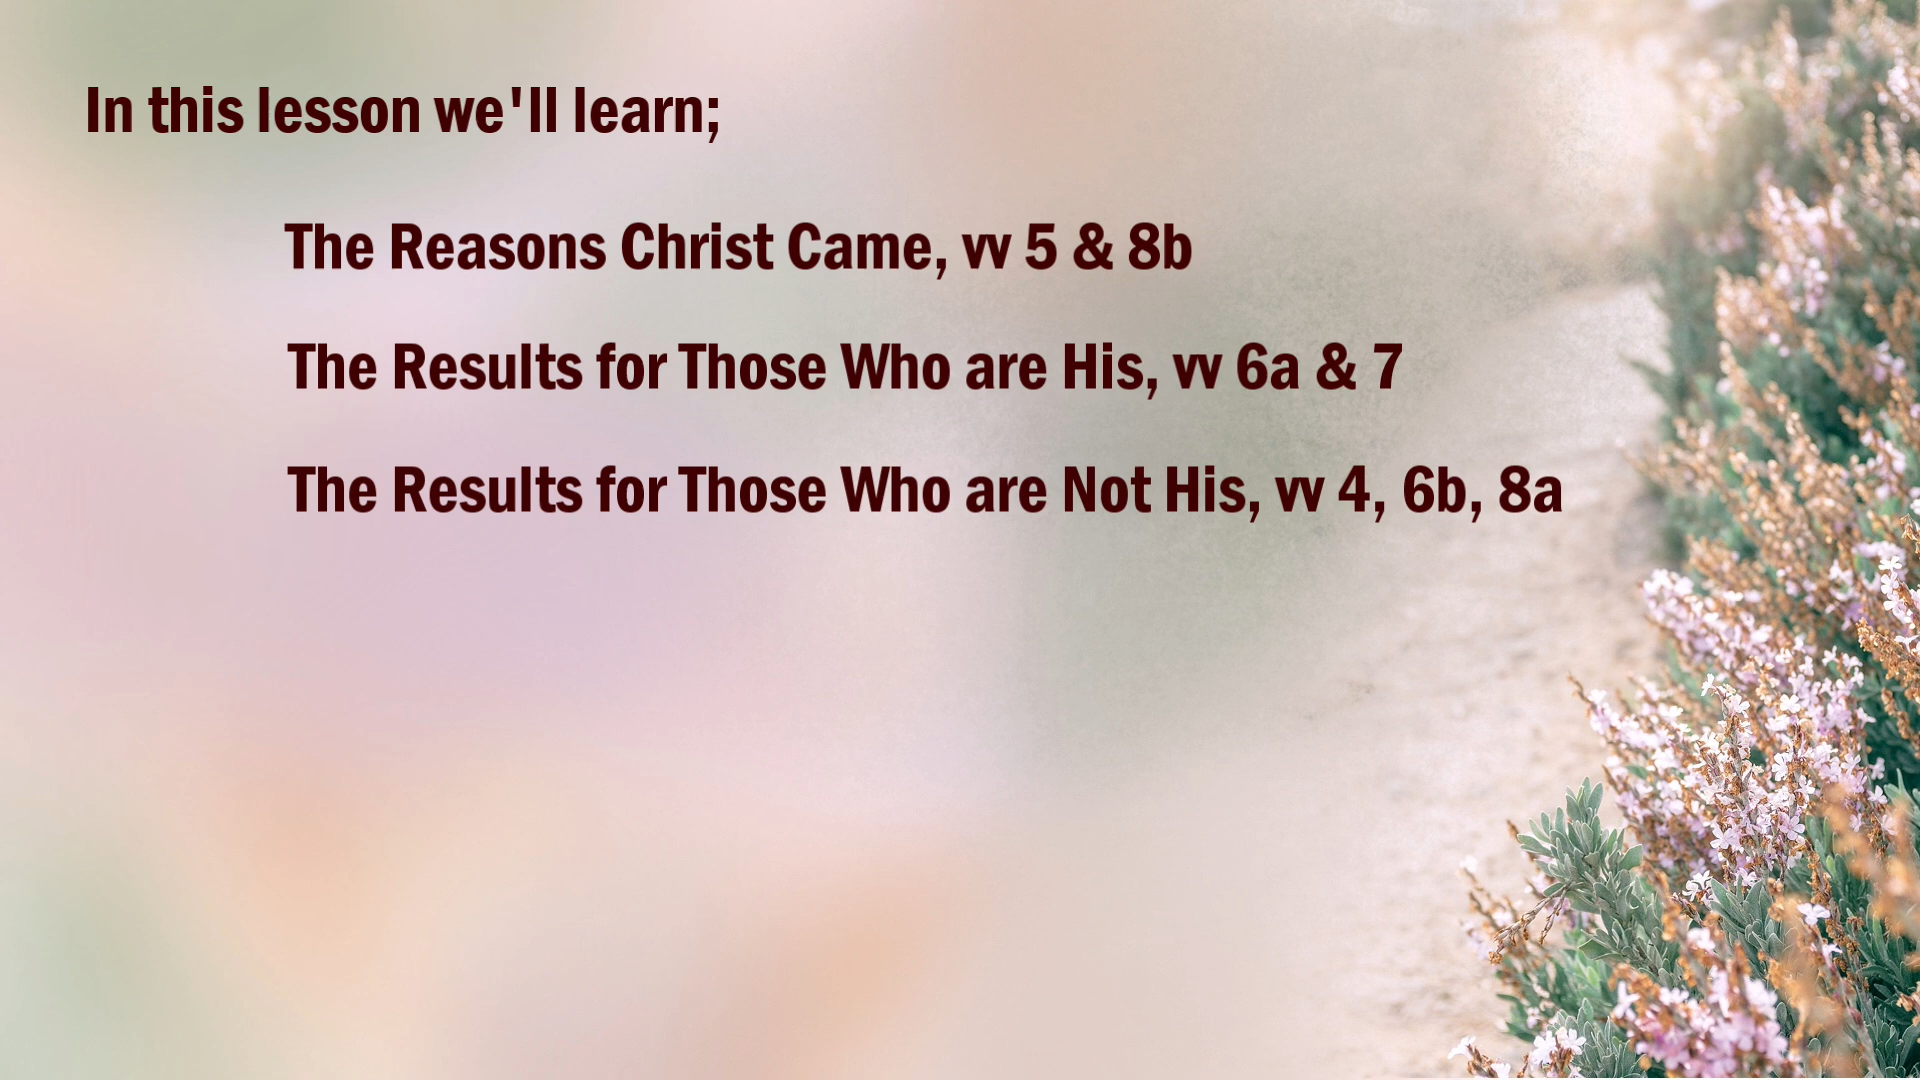 In this lesson we'll learn;
The Reasons Christ Came, vv 5 & 8b
The Results for Those Who are His, vv 6a & 7
The Results for Those Who are Not His, vv 4, 6b, 8a